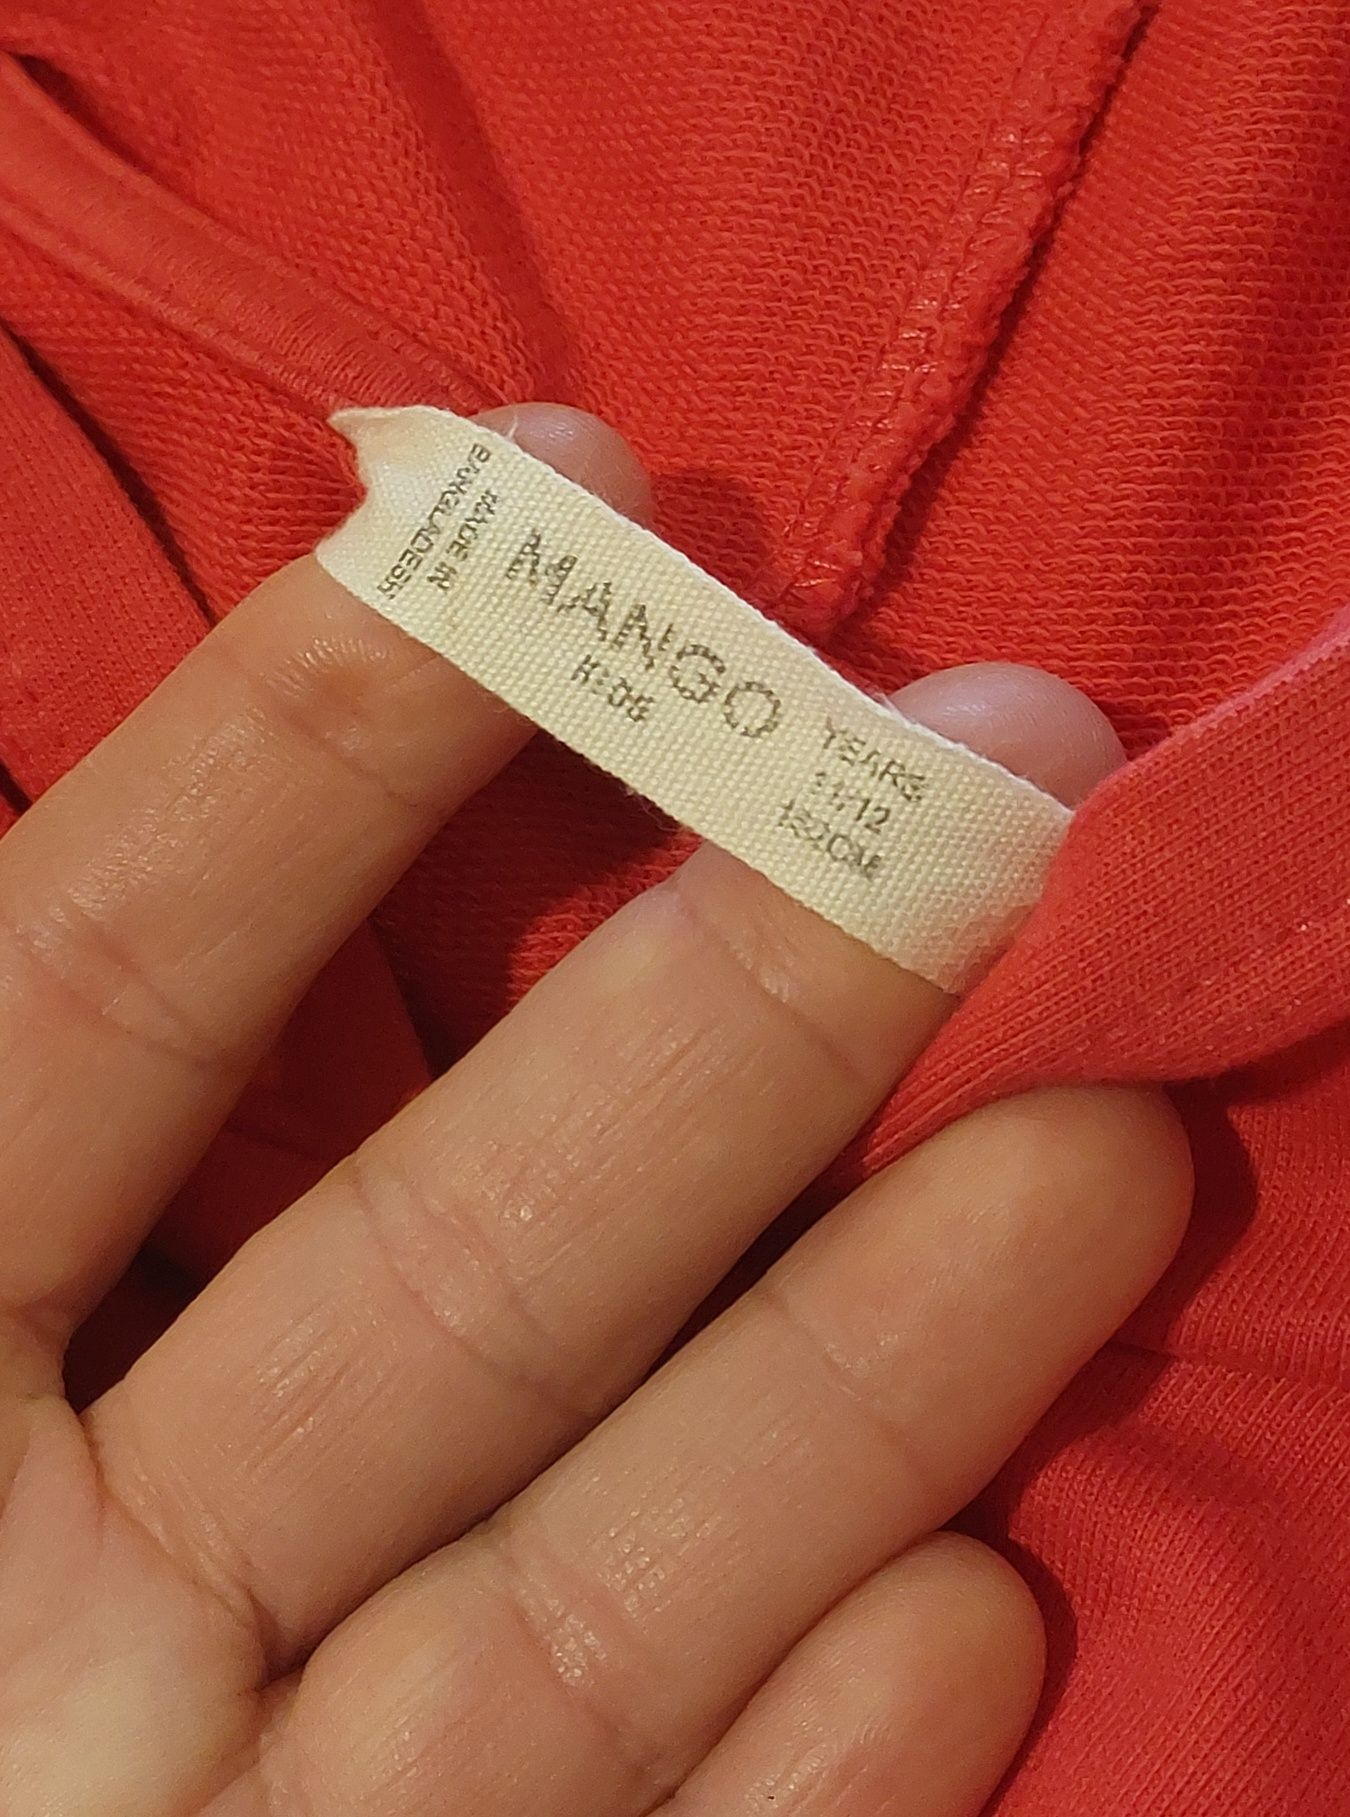 MANGO
KIDS
YEARS
11/12
152CM
MADE IN
BANGLADESH